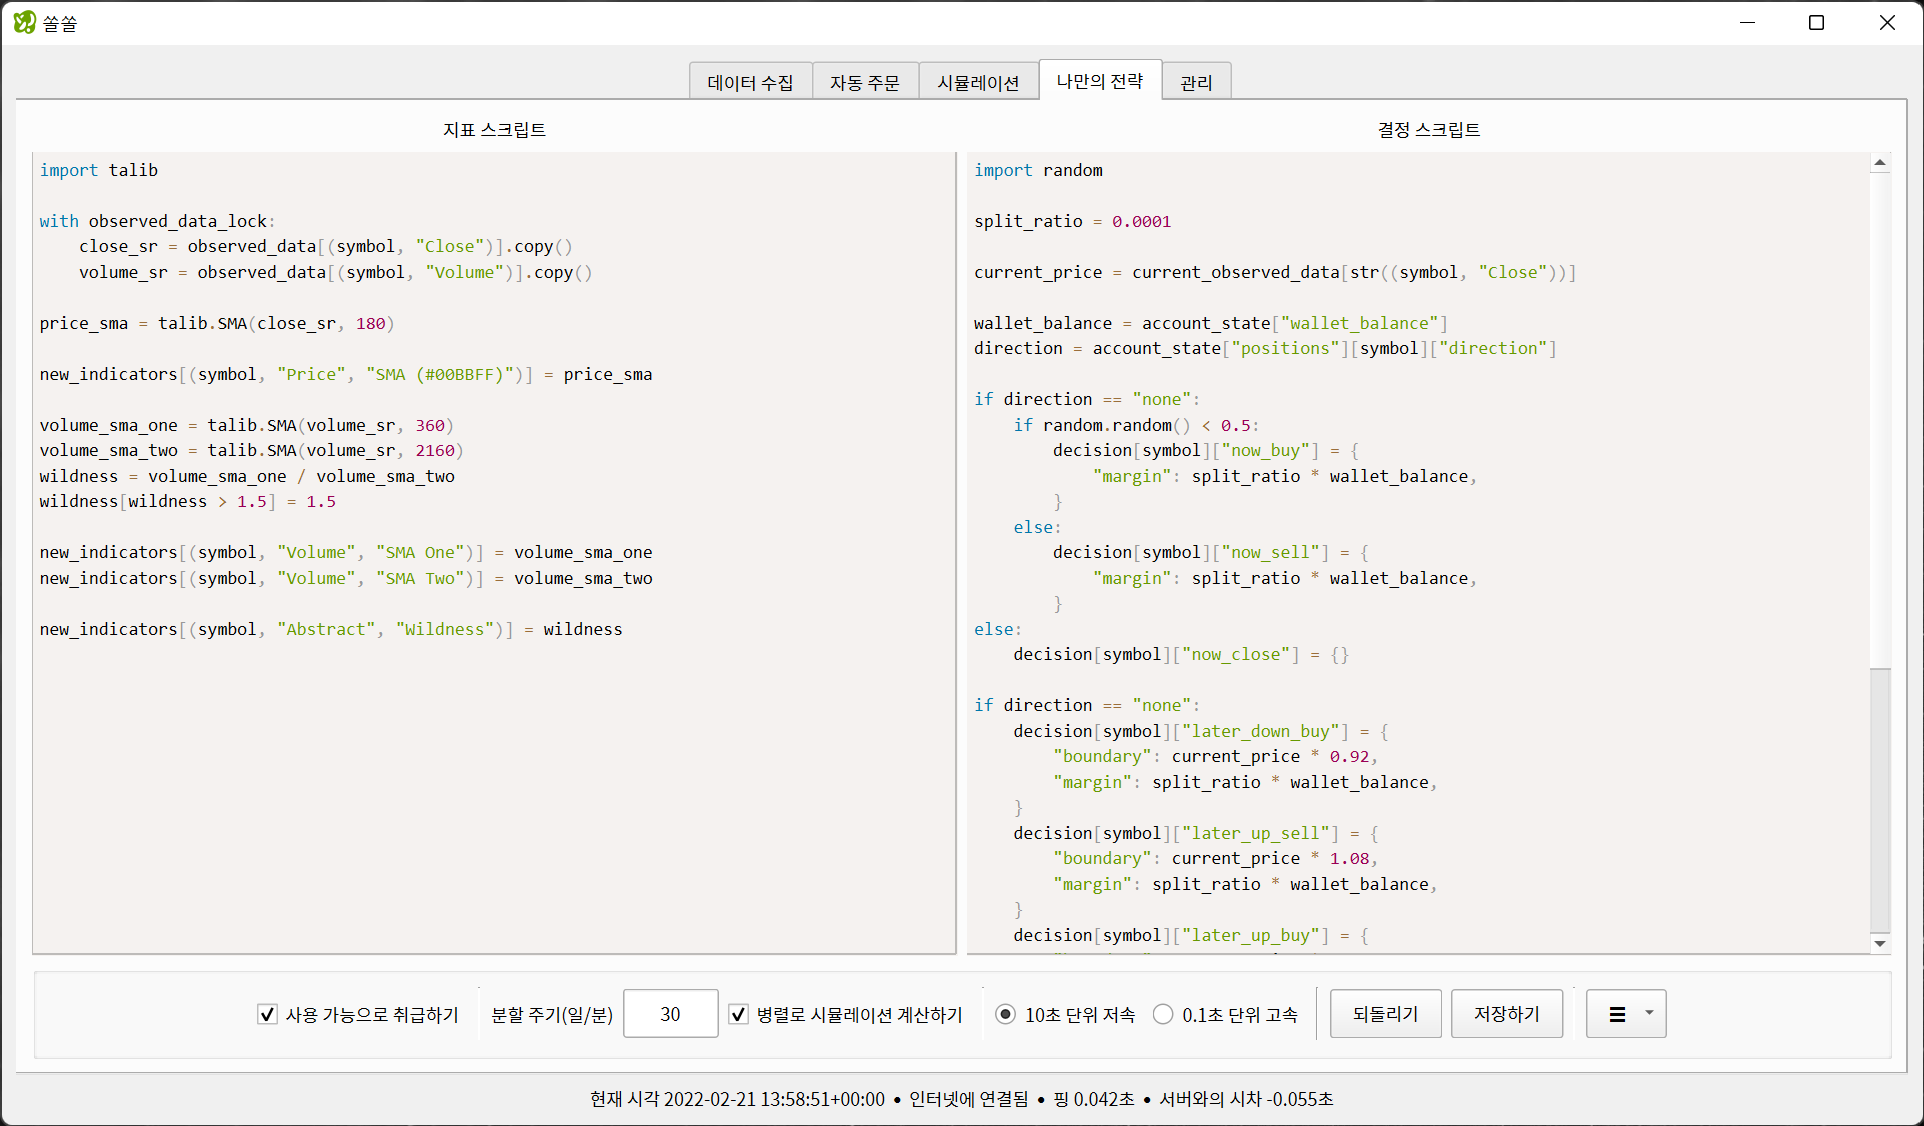 쏠쏠
데이터 수집
자동 주문
시뮬레이션
나만의 전략
관리
지표 스크립트
import talib

with observed_data_lock:
    close_sr = observed_data[(symbol, "Close")].copy()
    volume_sr = observed_data[(symbol, "Volume")].copy()

price_sma = talib.SMA(close_sr, 180)

new_indicators[(symbol, "Price", "SMA (#00BBFF)")] = price_sma

volume_sma_one = talib.SMA(volume_sr, 360)
volume_sma_two = talib.SMA(volume_sr, 2160)
wildness = volume_sma_one / volume_sma_two
wildness[wildness > 1.5] = 1.5

new_indicators[(symbol, "Volume", "SMA One")] = volume_sma_one
new_indicators[(symbol, "Volume", "SMA Two")] = volume_sma_two

new_indicators[(symbol, "Abstract", "Wildness")] = wildness
결정 스크립트
import random

split_ratio = 0.0001

current_price = current_observed_data[str((symbol, "Close"))]

wallet_balance = account_state["wallet_balance"]
direction = account_state["positions"][symbol]["direction"]

if direction == "none":
    if random.random() < 0.5:
        decision[symbol]["now_buy"] = {
            "margin": split_ratio * wallet_balance,
        }
    else:
        decision[symbol]["now_sell"] = {
            "margin": split_ratio * wallet_balance,
        }
else:
    decision[symbol]["now_close"] = {}

if direction == "none":
    decision[symbol]["later_down_buy"] = {
        "boundary": current_price * 0.92,
        "margin": split_ratio * wallet_balance,
    }
    decision[symbol]["later_up_sell"] = {
        "boundary": current_price * 1.08,
        "margin": split_ratio * wallet_balance,
    }
    decision[symbol]["later_up_buy"] = {
사용 가능으로 취급하기
분할 주기(일/분)
30
병렬로 시뮬레이션 계산하기
10초 단위 저속
0.1초 단위 고속
되돌리기
저장하기
현재 시각 2022-02-21 13:58:51+00:00 • 인터넷에 연결됨 • 핑 0.042초 • 서버와의 시차 -0.055초